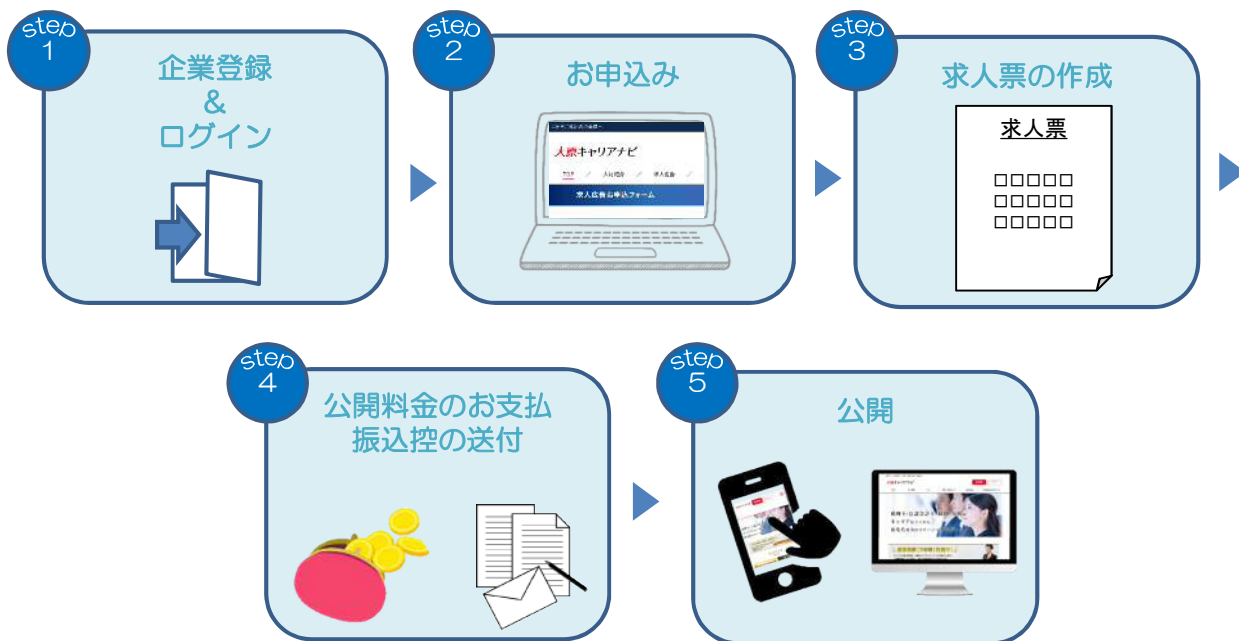 step
1
企業登録
&
ログイン
step
2
お申込み
大原キャリアナビ
TOP
求人広告お申込フォーム
step
3
求人票の作成
求人票
□□□□□
□□□□□
□□□□□
step
4
公開料金のお支払
振込控の送付
step
5
公開